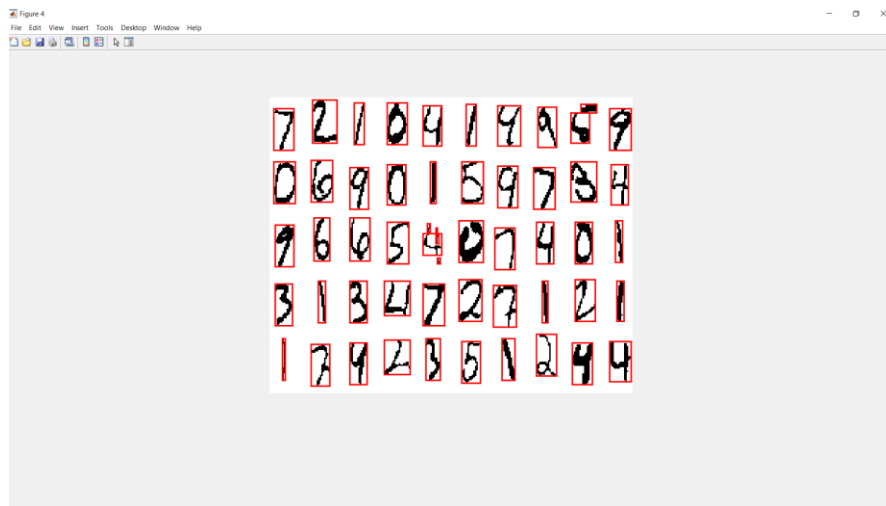 Figure 4
File Edit View Insert Tools Desktop Window Help
7 2 1 0 4 1 4 9 5 9
0 6 9 0 1 5 9 7 3 4
9 6 6 5 4 0 7 4 0 1
3 1 3 4 7 2 7 1 2 1
1 7 4 2 3 5 1 2 4 4